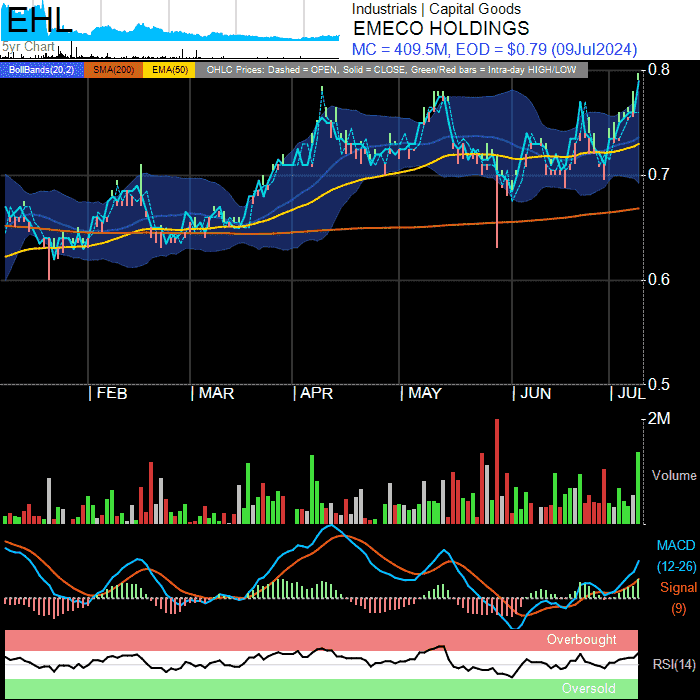 EHL
5yr Chart
Industrials | Capital Goods
EMECO HOLDINGS
MC = 409.5M, EOD = $0.79 (09Jul2024)
BollBands(20,2) SMA(200) EMA(50) OHLC Prices: Dashed = OPEN, Solid = CLOSE, Green/Red bars = Intra-day HIGH/LOW
0.8
0.7
0.6
0.5
| FEB | MAR | APR | MAY | JUN | JUL
2M
Volume
MACD
(12-26)
Signal
(9)
Overbought
RSI(14)
Oversold